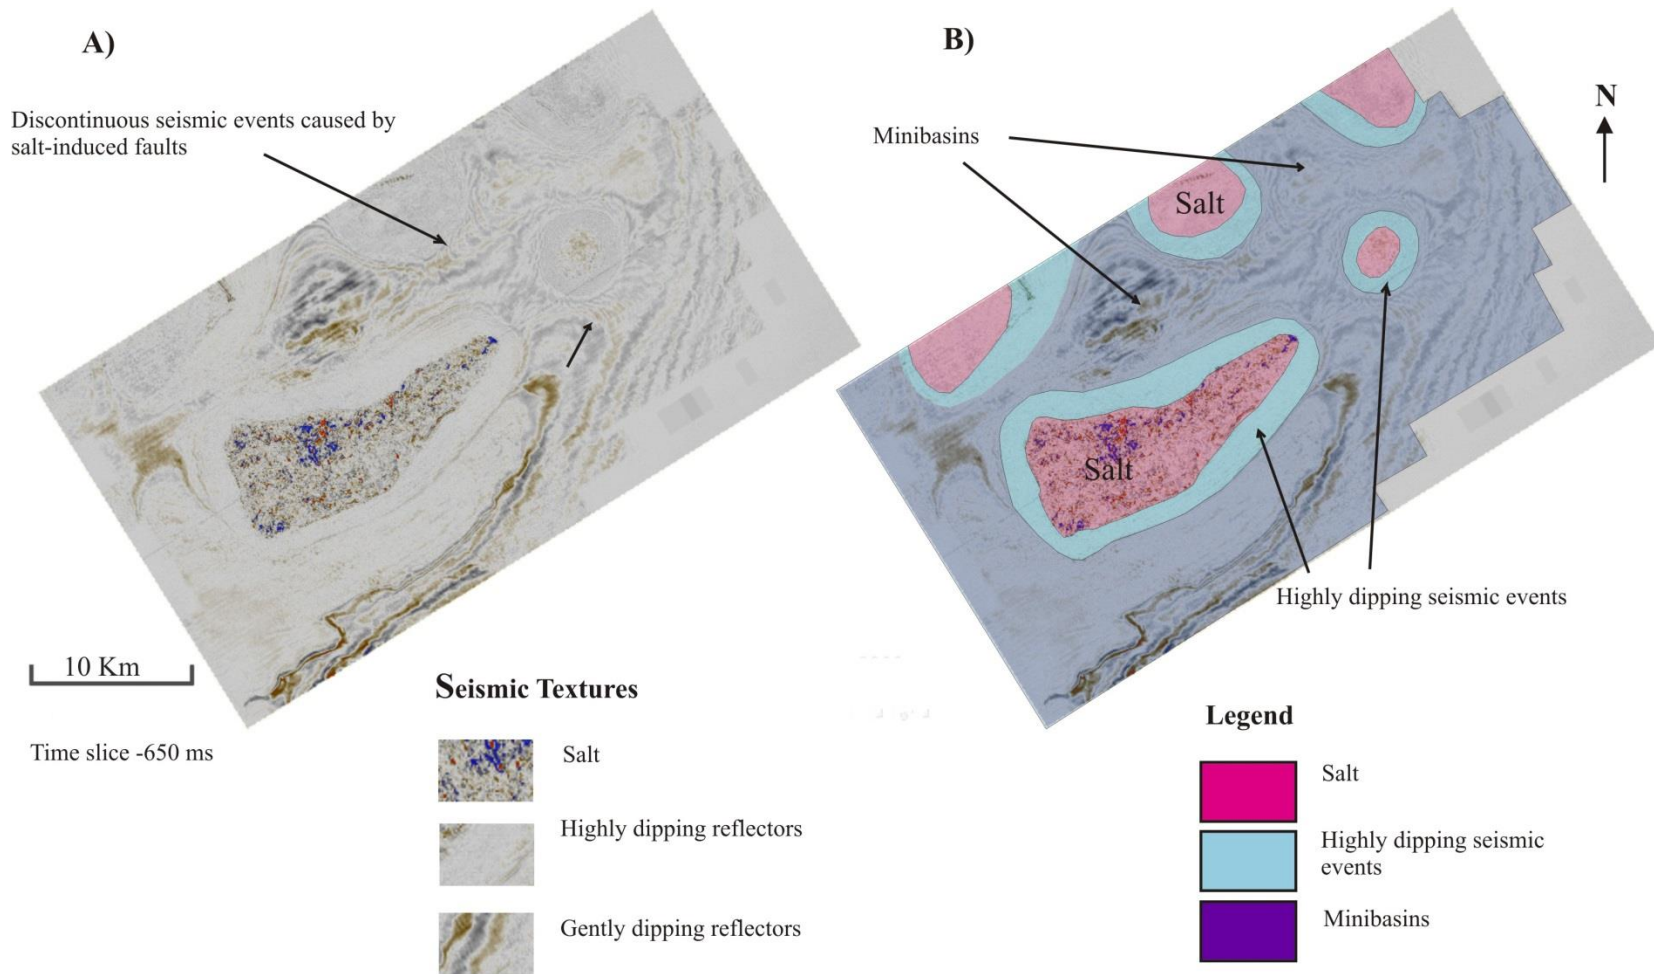 A)
B)
Discontinuous seismic events caused by
salt-induced faults
N
Minibasins
Salt
Salt
Highly dipping seismic events
10 Km
Time slice -650 ms
Seismic Textures
Salt
Highly dipping reflectors
Gently dipping reflectors
Legend
Salt
Highly dipping seismic
events
Minibasins